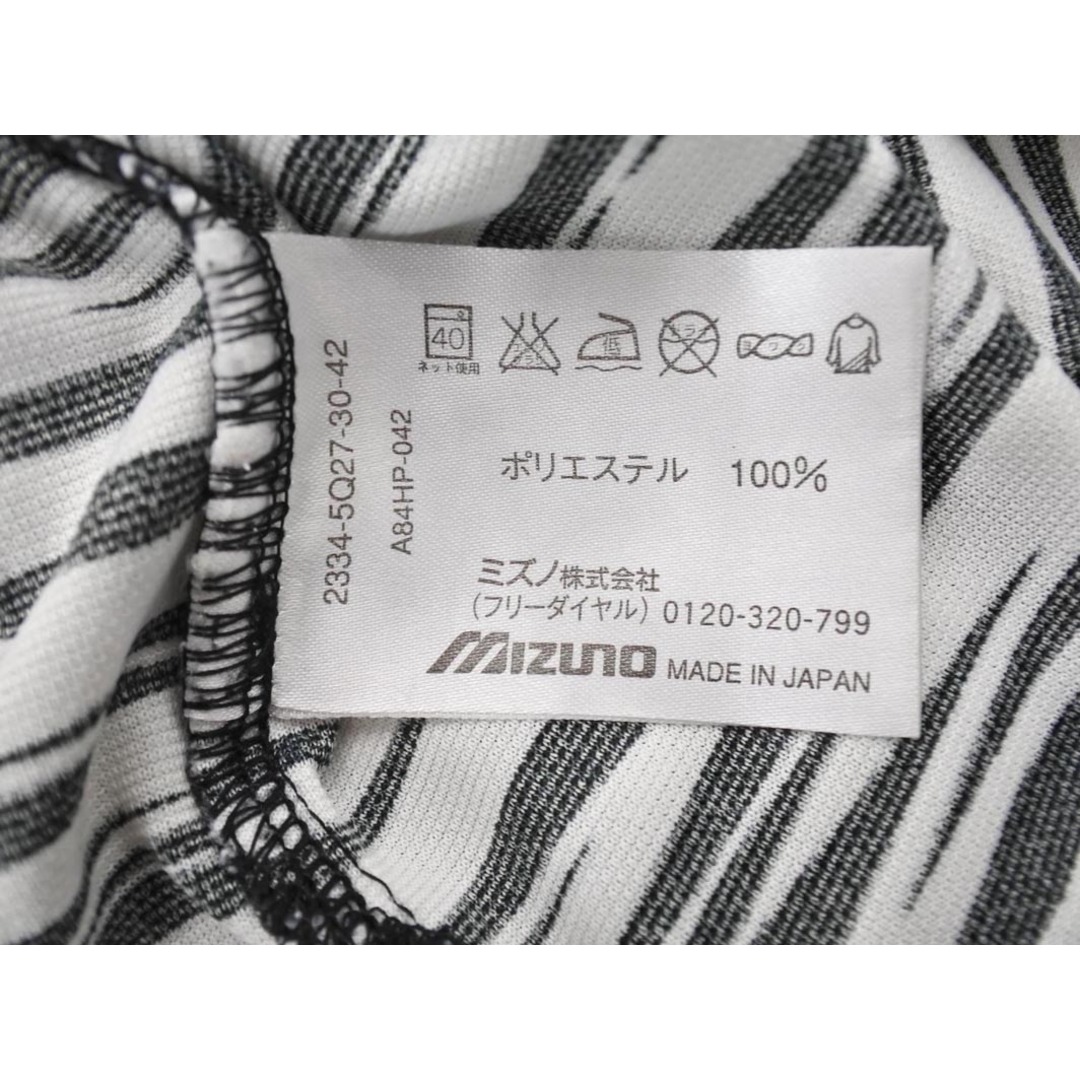 40
ネット使用
低
ポリエステル 100%
ミズノ株式会社
(フリーダイヤル) 0120-320-799
MIZUNO MADE IN JAPAN
2334-5Q27-30-42
A84HP-042